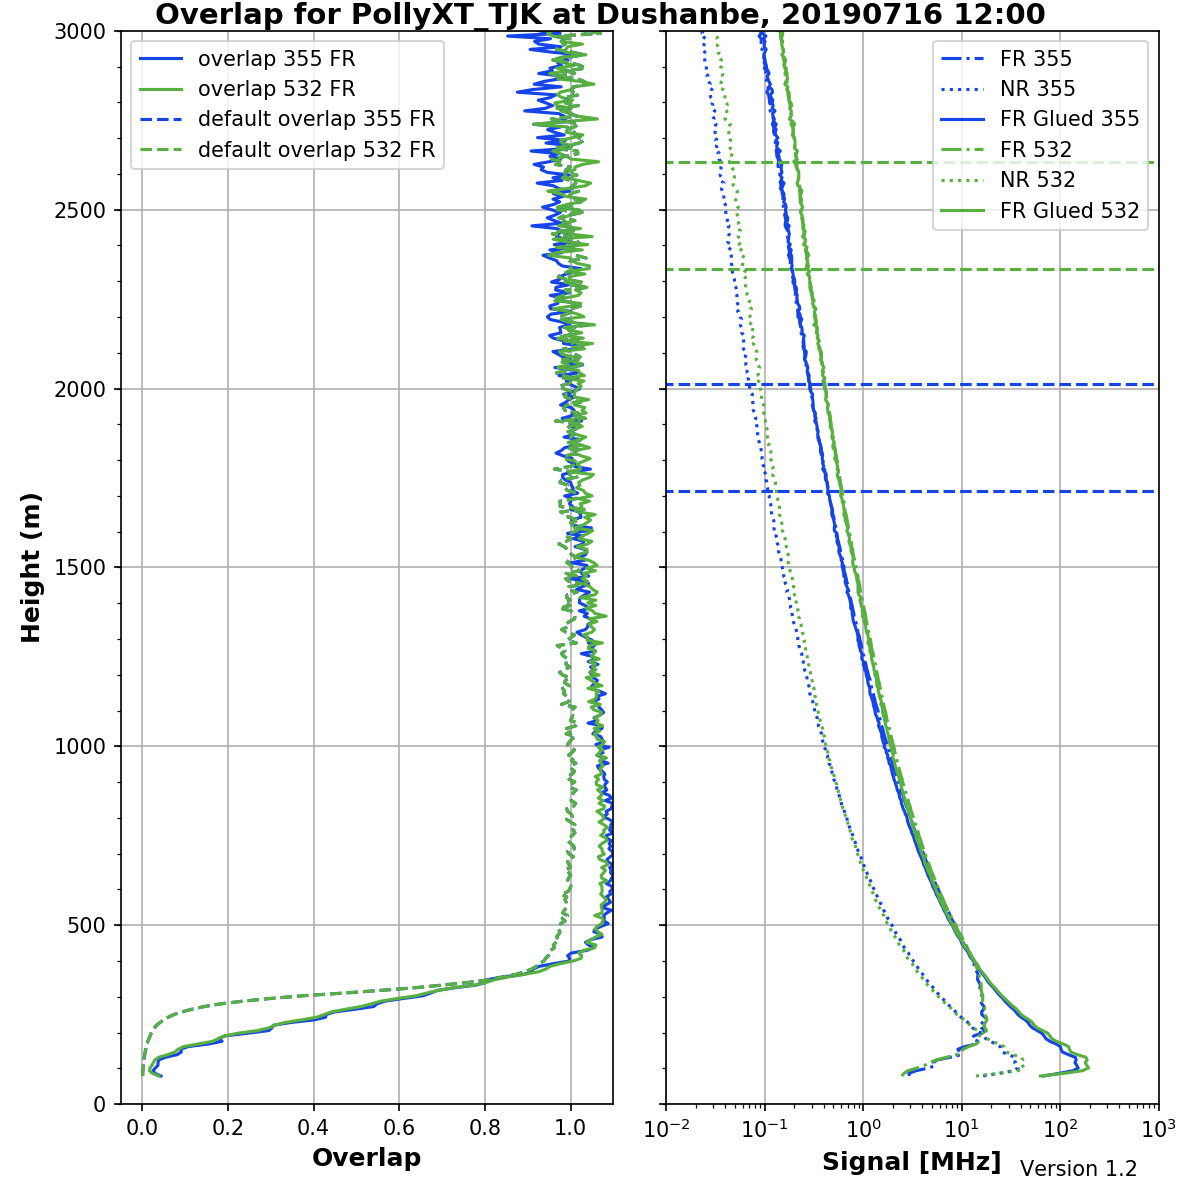 Overlap for PollyXT_TJK at Dushanbe, 20190716 12:00
overlap 355 FR
overlap 532 FR
default overlap 355 FR
default overlap 532 FR
3000
2500
2000
1500
1000
500
0
Height (m)
0.0 0.2 0.4 0.6 0.8 1.0
Overlap
FR 355
NR 355
FR Glued 355
FR 532
NR 532
FR Glued 532
10⁻² 10⁻¹ 10⁰ 10¹ 10² 10³
Signal [MHz]
Version 1.2